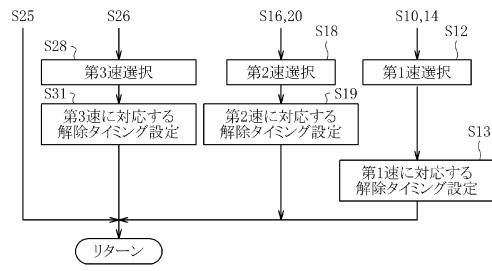 S25
S26
S16,20
S10,14
S28
S18
S12
第3速選択
第2速選択
第1速選択
S31
S19
第3速に対応する
解除タイミング設定
第2速に対応する
解除タイミング設定
S13
第1速に対応する
解除タイミング設定
リターン